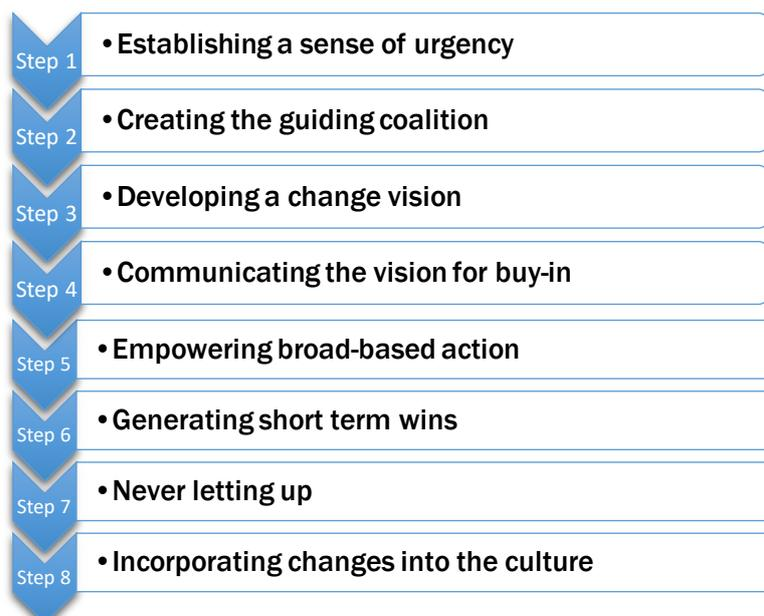 Step 1 •Establishing a sense of urgency
Step 2 •Creating the guiding coalition
Step 3 •Developing a change vision
Step 4 •Communicating the vision for buy-in
Step 5 •Empowering broad-based action
Step 6 •Generating short term wins
Step 7 •Never letting up
Step 8 •Incorporating changes into the culture